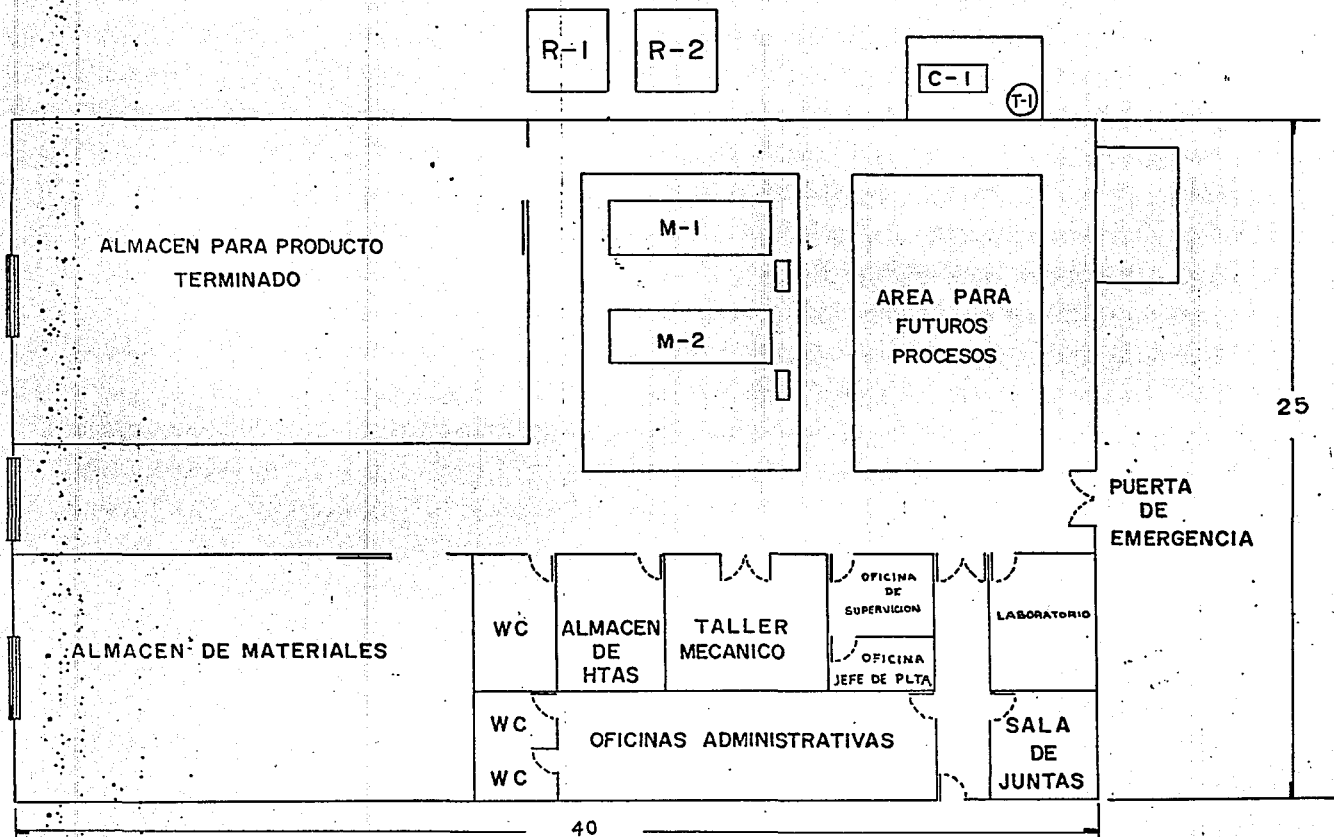 R-1
R-2
C-1
T-1
ALMACEN PARA PRODUCTO
TERMINADO
M-1
M-2
AREA PARA
FUTUROS
PROCESOS
25
PUERTA
DE
EMERGENCIA
ALMACEN DE MATERIALES
WC
ALMACEN
DE
HTAS
TALLER
MECANICO
OFICINA
DE
SUPERVICION
OFICINA
JEFE DE PLTA
LABORATORIO
WC
WC
OFICINAS ADMINISTRATIVAS
SALA
DE
JUNTAS
40